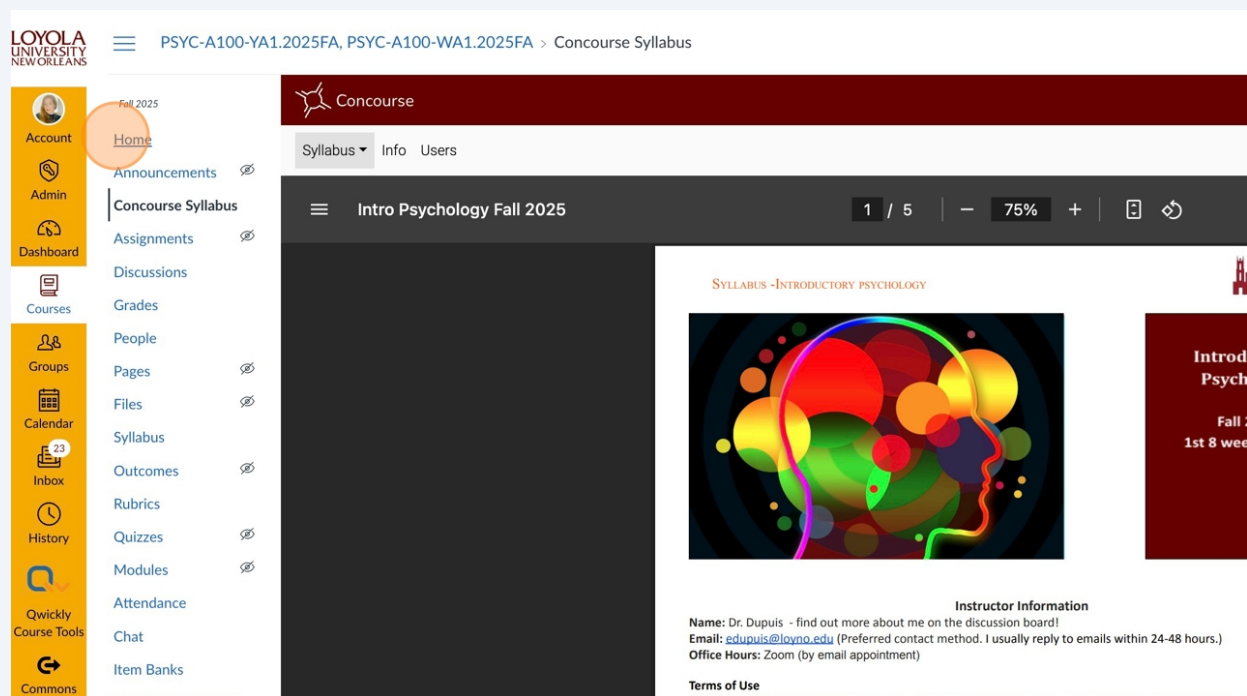 LOYOLA
UNIVERSITY
NEW ORLEANS
PSYC-A100-YA1.2025FA, PSYC-A100-WA1.2025FA > Concourse Syllabus
Account
Admin
Dashboard
Courses
Groups
Calendar
23
Inbox
History
Qwickly
Course Tools
Commons
Fall 2025
Home
Announcements
Concourse Syllabus
Assignments
Discussions
Grades
People
Pages
Files
Syllabus
Outcomes
Rubrics
Quizzes
Modules
Attendance
Chat
Item Banks
Concourse
Syllabus Info Users
Intro Psychology Fall 2025 1 / 5 — 75% +
SYLLABUS -INTRODUCTORY PSYCHOLOGY
Introd
Psych
Fall 2
1st 8 wee
Instructor Information
Name: Dr. Dupuis - find out more about me on the discussion board!
Email: edupuis@loyno.edu (Preferred contact method. I usually reply to emails within 24-48 hours.)
Office Hours: Zoom (by email appointment)
Terms of Use